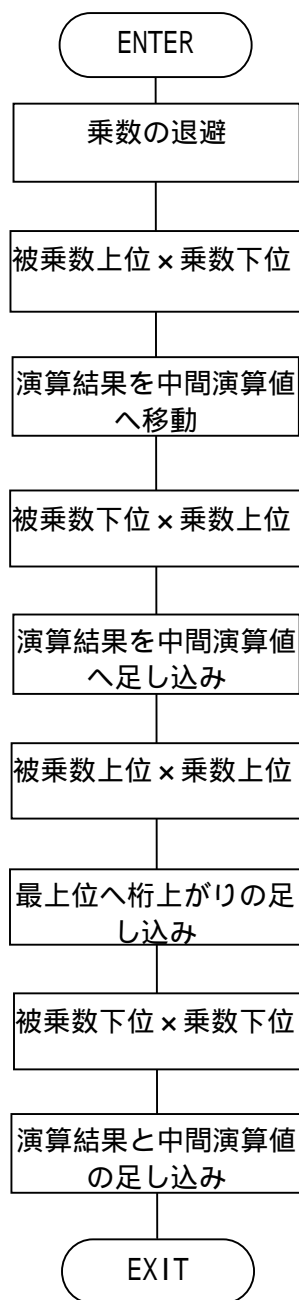 ENTER
乗数の退避
被乗数上位×乗数下位
演算結果を中間演算値
へ移動
被乗数下位×乗数上位
演算結果を中間演算値
へ足し込み
被乗数上位×乗数上位
最上位へ桁上がりの足
し込み
被乗数下位×乗数下位
演算結果と中間演算値
の足し込み
EXIT